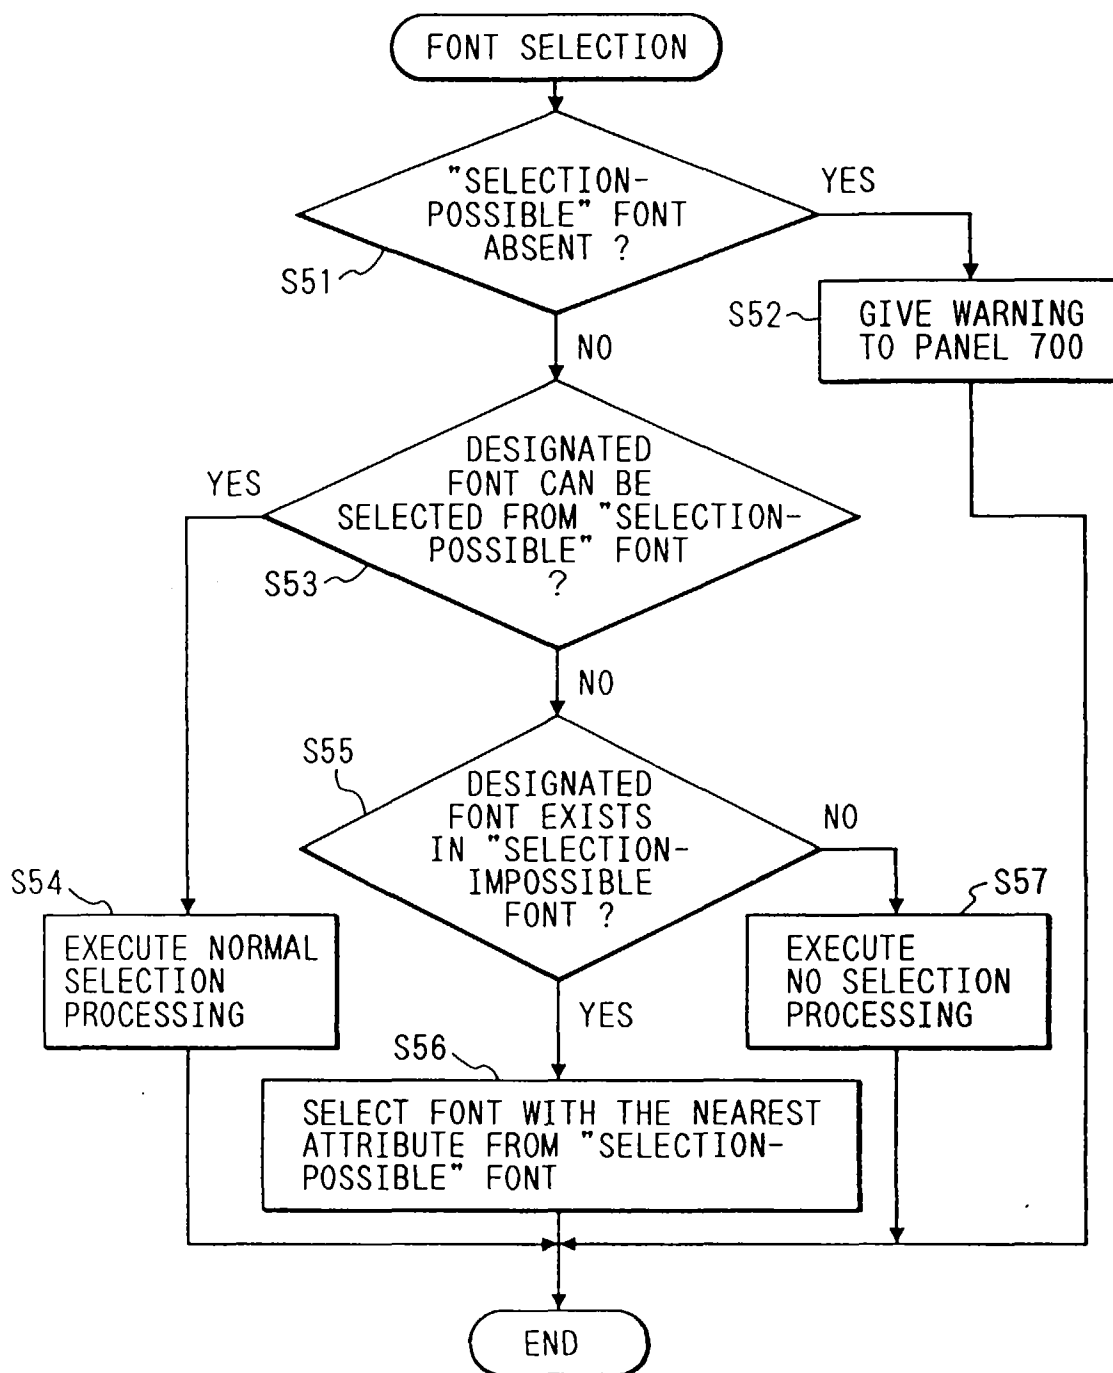 FONT SELECTION
"SELECTION-
POSSIBLE" FONT
ABSENT ?
YES
S51
S52
GIVE WARNING
TO PANEL 700
NO
DESIGNATED
FONT CAN BE
SELECTED FROM "SELECTION-
POSSIBLE" FONT
?
YES
S53
NO
S55
DESIGNATED
FONT EXISTS
IN "SELECTION-
IMPOSSIBLE
FONT ?
NO
S54
EXECUTE NORMAL
SELECTION
PROCESSING
S57
EXECUTE
NO SELECTION
PROCESSING
YES
S56
SELECT FONT WITH THE NEAREST
ATTRIBUTE FROM "SELECTION-
POSSIBLE" FONT
END